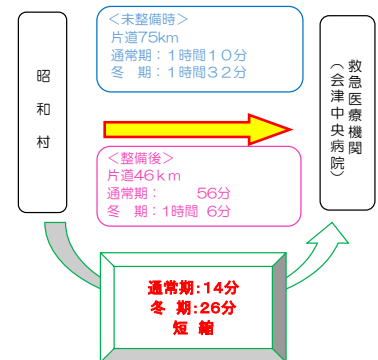 昭和村
<未整備時>
片道75km
通常期:1時間10分
冬　期:1時間32分
<整備後>
片道46km
通常期:　　56分
冬　期:1時間 6分
救急医療機関
(会津中央病院)
通常期:14分
冬 期:26分
短 縮